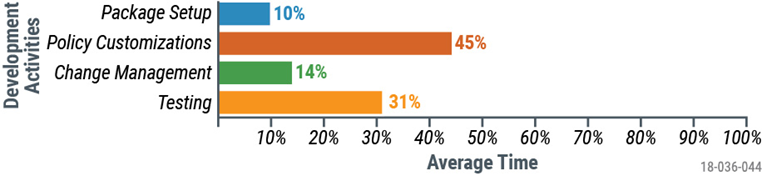 Development
Activities
Package Setup 10%
Policy Customizations 45%
Change Management 14%
Testing 31%
10% 20% 30% 40% 50% 60% 70% 80% 90% 100%
Average Time
18-036-044